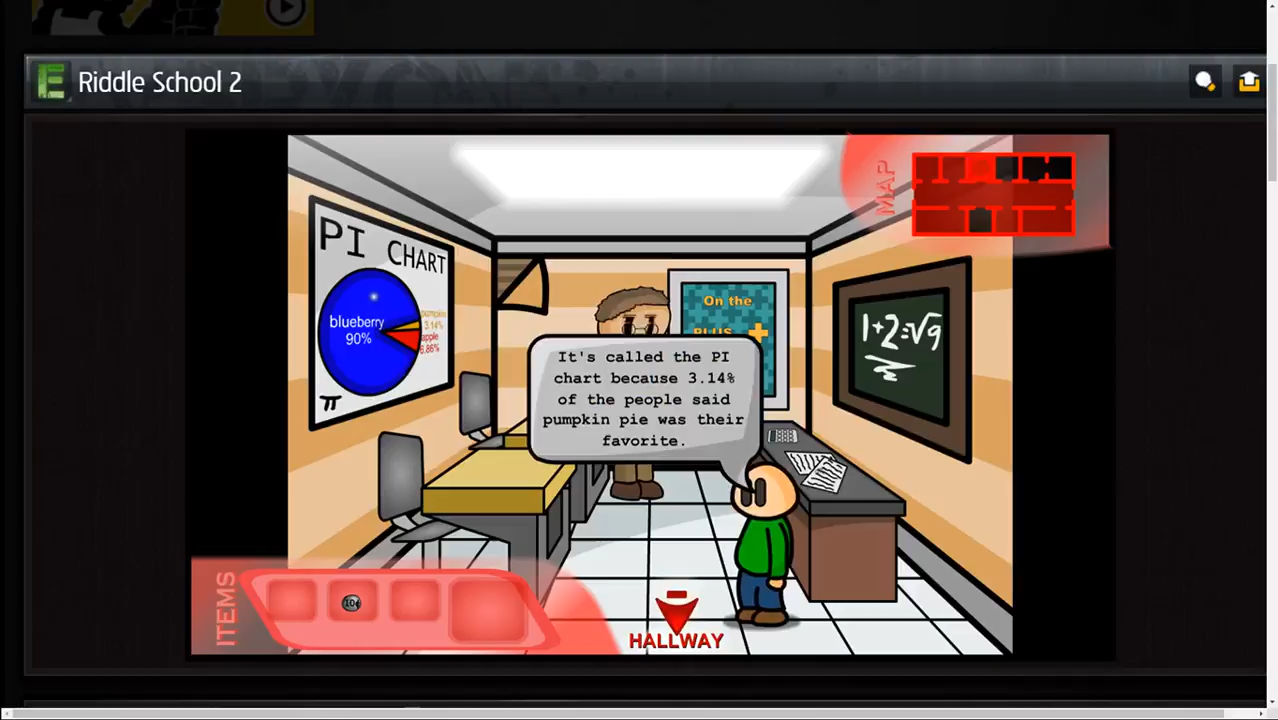 Riddle School 2
MAP
PI CHART
blueberry
90%
pumpkin
3.14%
apple
6.86%
π
On the
PLUS
1+2=√9
It's called the PI
chart because 3.14%
of the people said
pumpkin pie was their
favorite.
ITEMS
10¢
HALLWAY